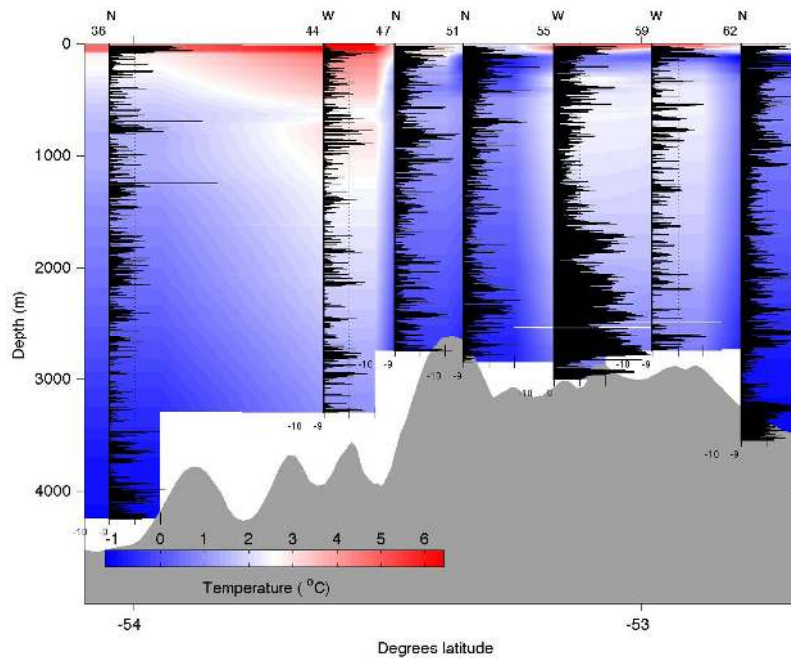 N W N N W W N
36 44 47 51 55 59 62
0
1000
2000
3000
4000
Depth (m)
-10 -9
-10 -9
-10 -9
-10 -9
-10 -9
-10 -9
-10 -9
-1 0 1 2 3 4 5 6
Temperature ( °C)
-54 -53
Degrees latitude